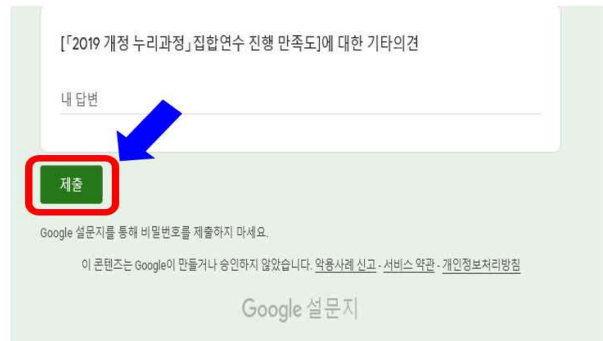 [「2019 개정 누리과정」집합연수 진행 만족도]에 대한 기타의견
내 답변
제출
Google 설문지를 통해 비밀번호를 제출하지 마세요.
이 콘텐츠는 Google이 만들거나 승인하지 않았습니다. 악용사례 신고 - 서비스 약관 - 개인정보처리방침
Google 설문지